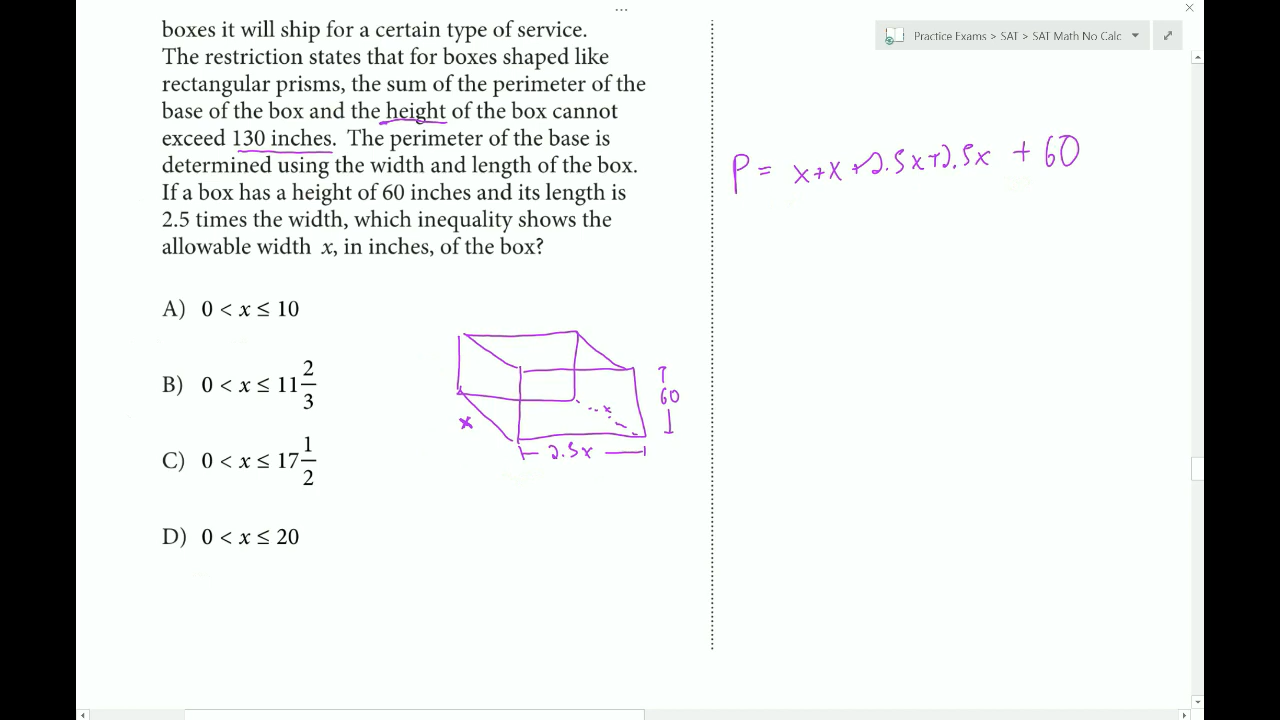 boxes it will ship for a certain type of service.
The restriction states that for boxes shaped like
rectangular prisms, the sum of the perimeter of the
base of the box and the height of the box cannot
exceed 130 inches. The perimeter of the base is
determined using the width and length of the box.
If a box has a height of 60 inches and its length is
2.5 times the width, which inequality shows the
allowable width x, in inches, of the box?
A) 0 < x ≤ 10
B) 0 < x ≤ 11 2/3
C) 0 < x ≤ 17 1/2
D) 0 < x ≤ 20
x
x
2.5x
60
Practice Exams > SAT > SAT Math No Calc
P = x+x+2.5x+2.5x + 60